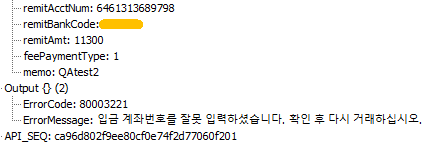 remitAcctNum: 6461313689798
remitBankCode:
remitAmt: 11300
feePaymentType: 1
memo: QAtest2
Output {} (2)
ErrorCode: 80003221
ErrorMessage: 입금 계좌번호를 잘못 입력하셨습니다. 확인 후 다시 거래하십시오.
API_SEQ: ca96d802f9ee80cf0e74f2d77060f201